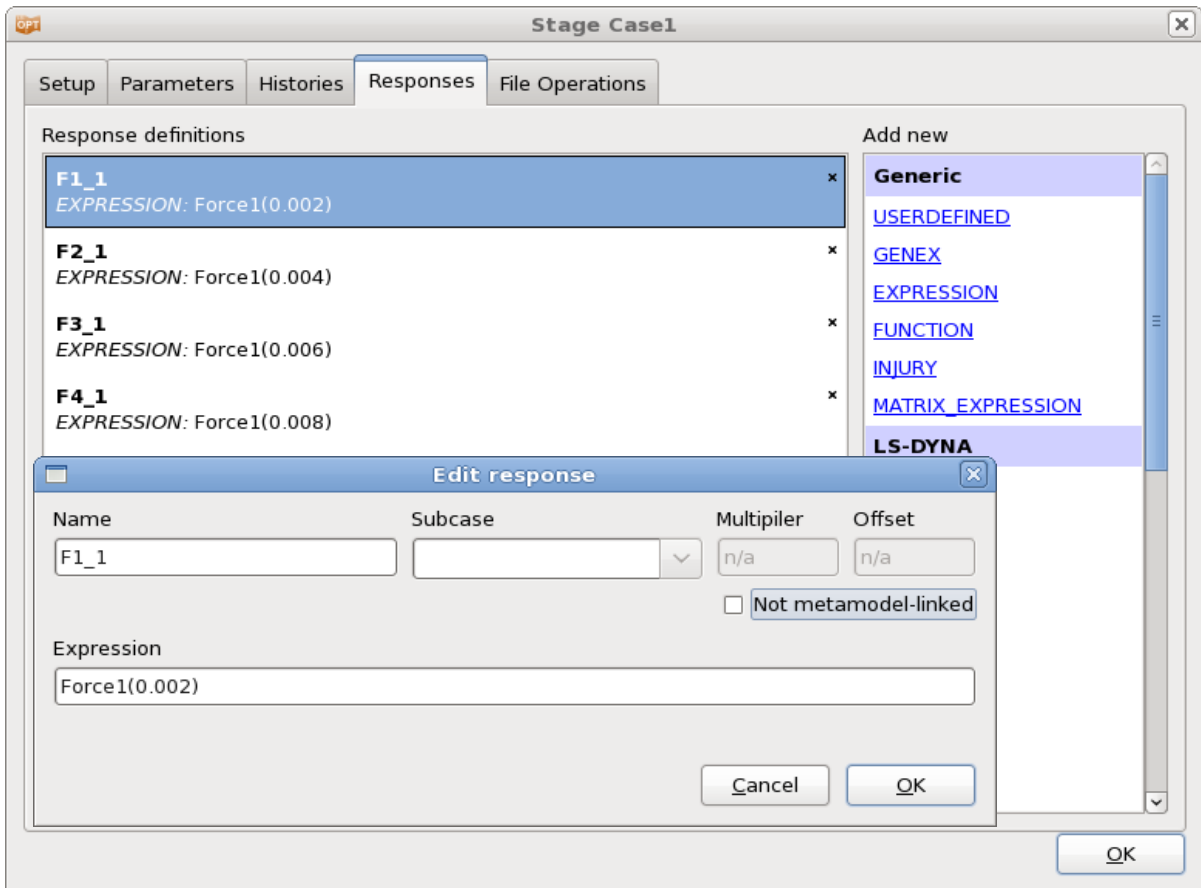 OPT Stage Case1
Setup Parameters Histories Responses File Operations
Response definitions
F1_1
EXPRESSION: Force1(0.002)
F2_1
EXPRESSION: Force1(0.004)
F3_1
EXPRESSION: Force1(0.006)
F4_1
EXPRESSION: Force1(0.008)
Add new
Generic
USERDEFINED
GENEX
EXPRESSION
FUNCTION
INJURY
MATRIX_EXPRESSION
LS-DYNA
Edit response
Name Subcase Multipiler Offset
F1_1 n/a n/a
Not metamodel-linked
Expression
Force1(0.002)
Cancel OK
OK